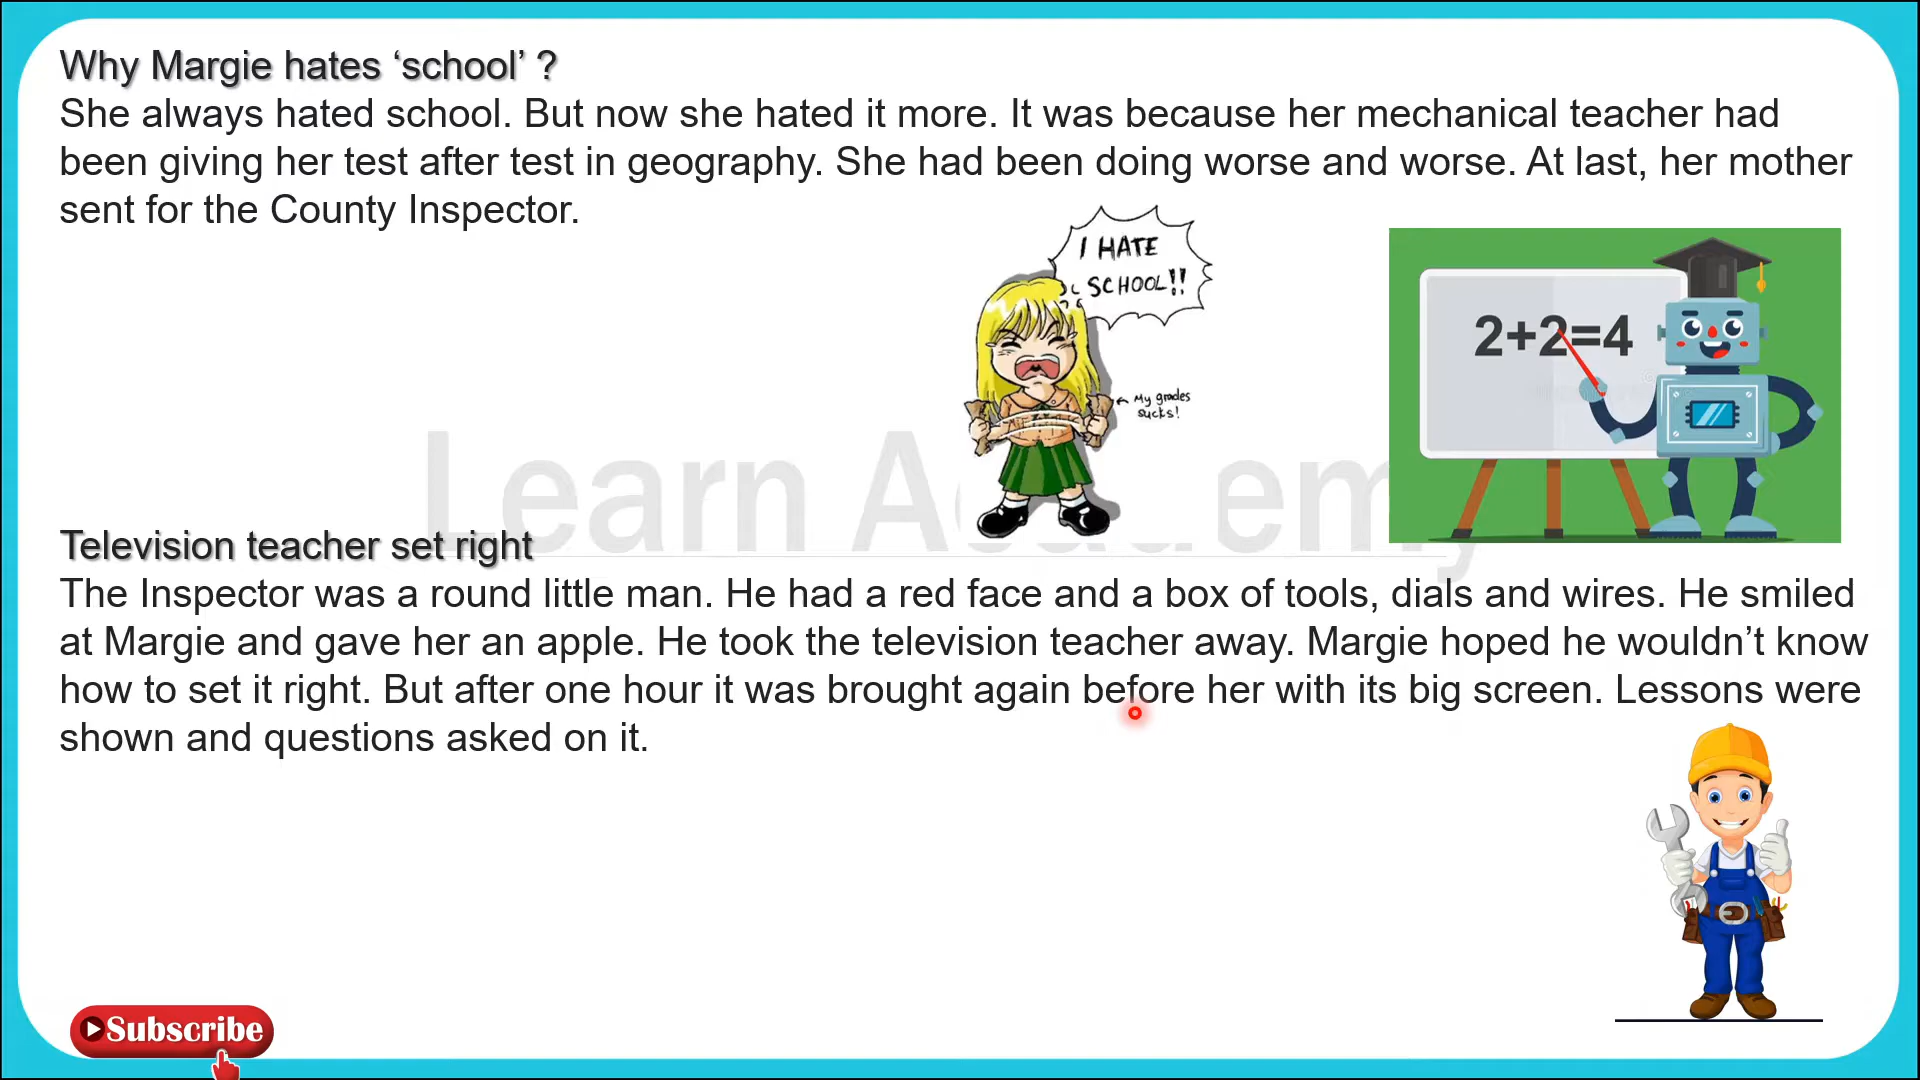 Why Margie hates ‘school’ ?
She always hated school. But now she hated it more. It was because her mechanical teacher had
been giving her test after test in geography. She had been doing worse and worse. At last, her mother
sent for the County Inspector.
I HATE
SCHOOL!!
My grades
sucks!
2+2=4
Learn Academy
Television teacher set right
The Inspector was a round little man. He had a red face and a box of tools, dials and wires. He smiled
at Margie and gave her an apple. He took the television teacher away. Margie hoped he wouldn’t know
how to set it right. But after one hour it was brought again before her with its big screen. Lessons were
shown and questions asked on it.
Subscribe